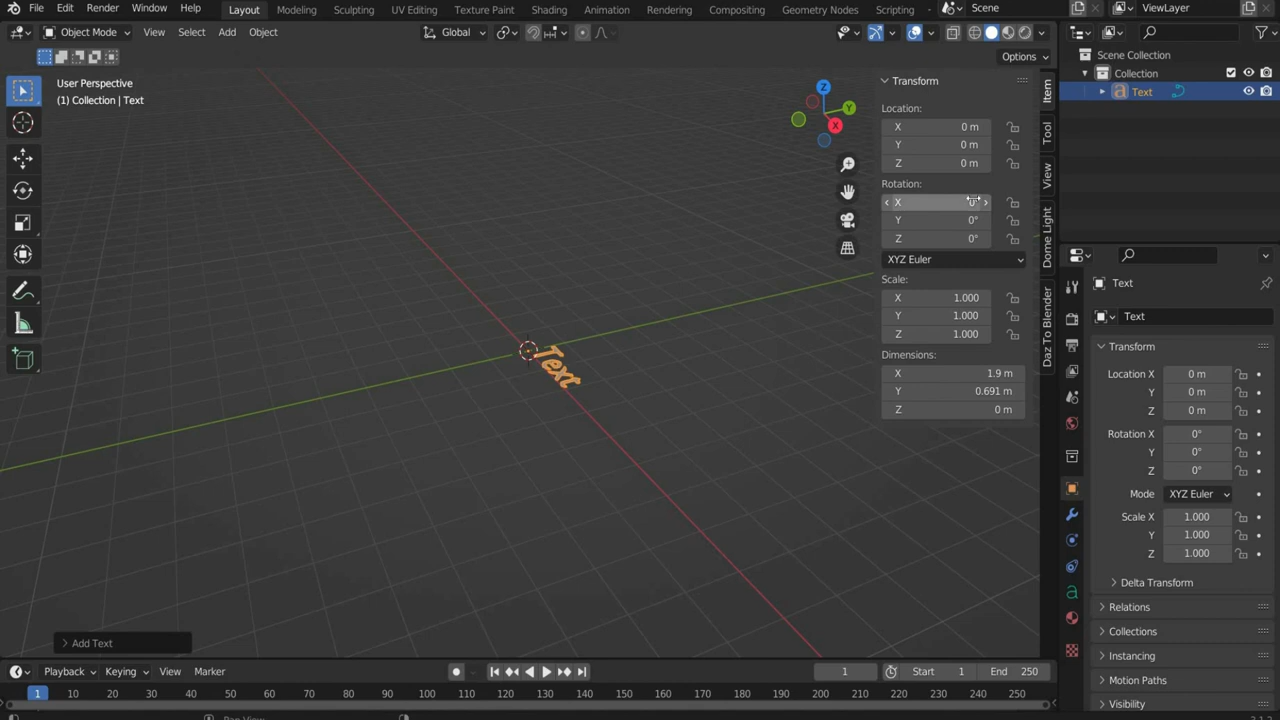 File Edit Render Window Help Layout Modeling Sculpting UV Editing Texture Paint Shading Animation Rendering Compositing Geometry Nodes Scripting Scene ViewLayer
Object Mode View Select Add Object Global
Options
User Perspective
(1) Collection | Text
Z
Y
X
Transform
Location:
X 0 m
Y 0 m
Z 0 m
Rotation:
X 0°
Y 0°
Z 0°
XYZ Euler
Scale:
X 1.000
Y 1.000
Z 1.000
Dimensions:
X 1.9 m
Y 0.691 m
Z 0 m
Item
Tool
View
Dome Light
Daz To Blender
Text
Add Text
Scene Collection
Collection
Text
Text
Text
Transform
Location X 0 m
Y 0 m
Z 0 m
Rotation X 0°
Y 0°
Z 0°
Mode XYZ Euler
Scale X 1.000
Y 1.000
Z 1.000
Delta Transform
Relations
Collections
Instancing
Motion Paths
Visibility
Playback Keying View Marker 1 Start 1 End 250
1 10 20 30 40 50 60 70 80 90 100 110 120 130 140 150 160 170 180 190 200 210 220 230 240 250